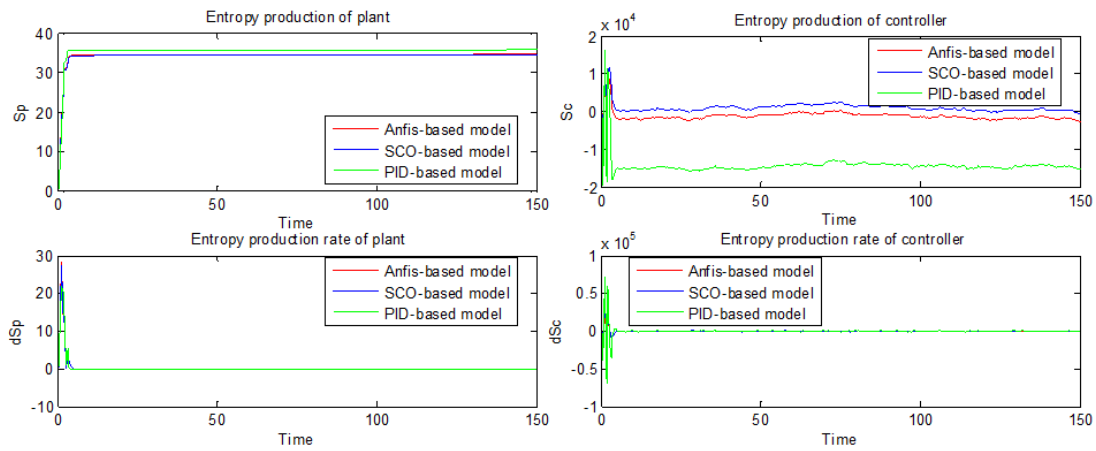 Entropy production of plant
40
30
20
10
0
Sp
0
50
100
150
Time
Anfis-based model
SCO-based model
PID-based model
Entropy production of controller
x 10^4
2
1
0
-1
-2
Sc
0
50
100
150
Time
Anfis-based model
SCO-based model
PID-based model
Entropy production rate of plant
30
20
10
0
-10
dSp
0
50
100
150
Time
Anfis-based model
SCO-based model
PID-based model
Entropy production rate of controller
x 10^5
1
0.5
0
-0.5
-1
dSc
0
50
100
150
Time
Anfis-based model
SCO-based model
PID-based model